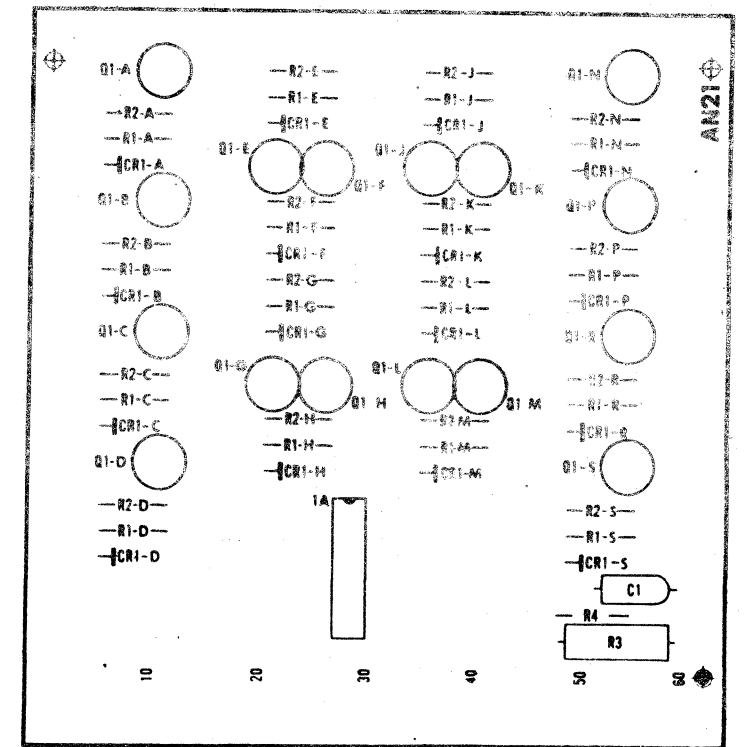 Q1-A
R2-A
R1-A
CR1-A
Q1-B
R2-B
R1-B
CR1-B
Q1-C
R2-C
R1-C
CR1-C
Q1-D
R2-D
R1-D
CR1-D
R2-E
R1-E
CR1-E
Q1-E
Q1-F
R2-F
R1-F
CR1-F
R2-G
R1-G
CR1-G
Q1-G
Q1 H
R2-H
R1-H
CR1-H
1A
R2-J
R1-J
CR1-J
Q1-J
Q1-K
R2-K
R1-K
CR1-K
R2-L
R1-L
CR1-L
Q1-L
Q1 M
R2-M
R1-M
CR1-M
Q1-N
R2-N
R1-N
CR1-N
Q1-P
R2-P
R1-P
CR1-P
Q1-R
R2-R
R1-R
Q1-S
R2-S
R1-S
CR1-S
C1
R4
R3
AN21
10
20
30
40
50
60